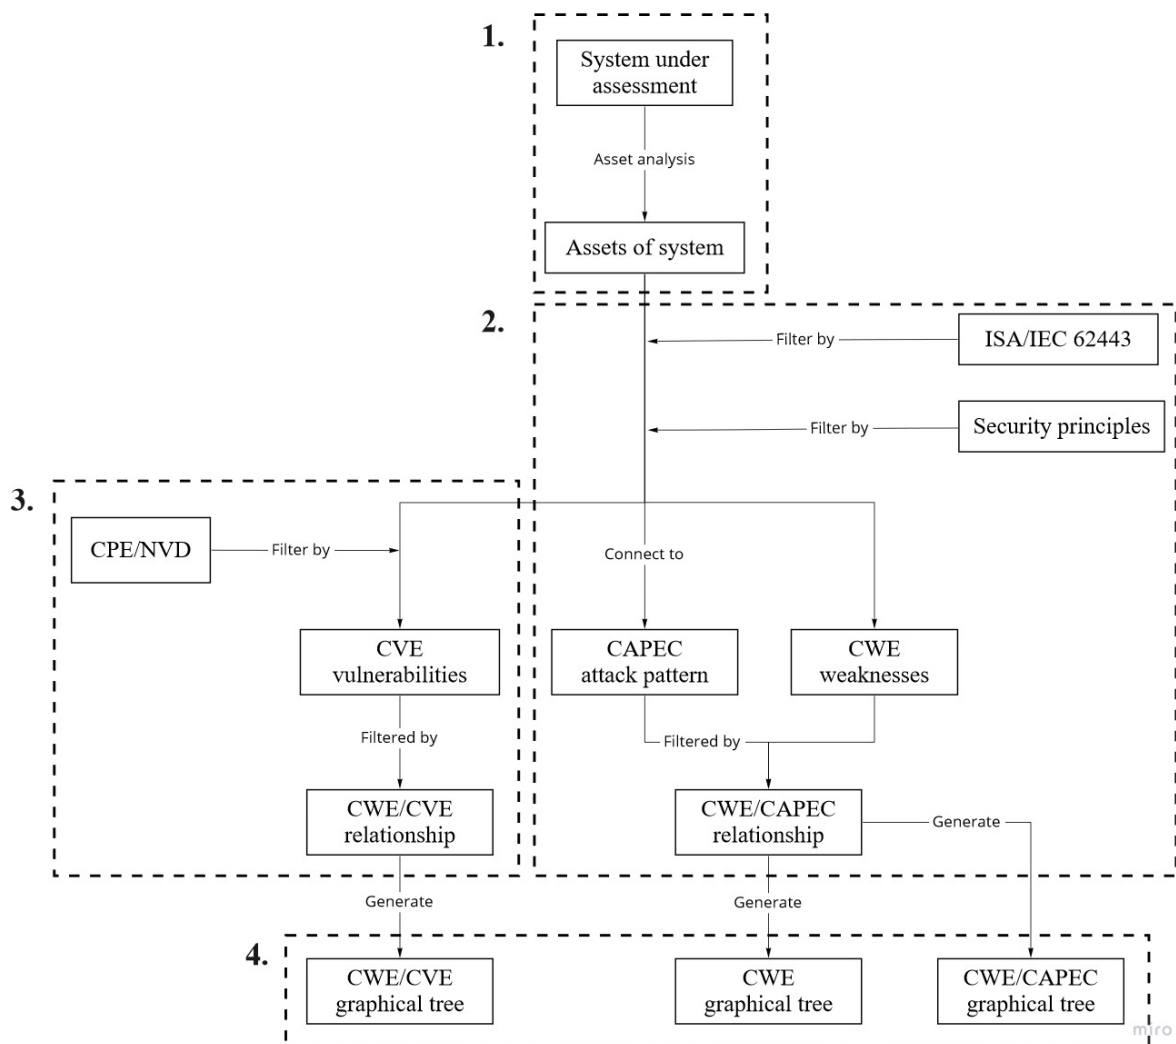 1.
System under
assessment
Asset analysis
Assets of system
2.
Filter by
ISA/IEC 62443
Filter by
Security principles
3.
CPE/NVD
Filter by
Connect to
CVE
vulnerabilities
CAPEC
attack pattern
CWE
weaknesses
Filtered by
Filtered by
CWE/CVE
relationship
CWE/CAPEC
relationship
Generate
Generate
Generate
4.
CWE/CVE
graphical tree
CWE
graphical tree
CWE/CAPEC
graphical tree
miro